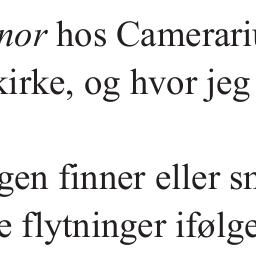 nor hos Camerariu
kirke, og hvor jeg
gen finner eller sn
e flytninger ifølge